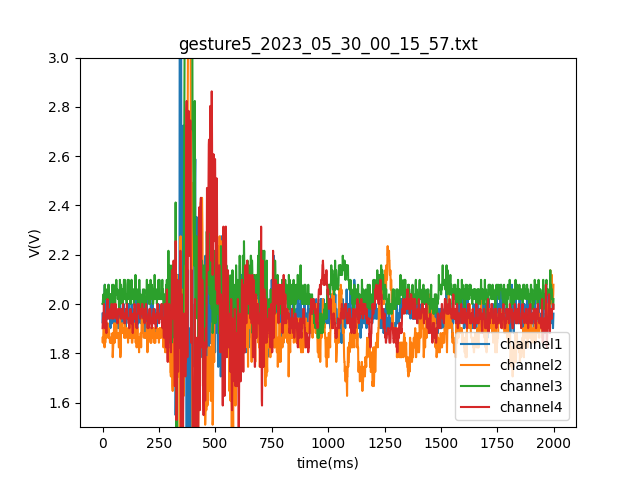 gesture5_2023_05_30_00_15_57.txt
3.0
2.8
2.6
2.4
2.2
2.0
1.8
1.6
V(V)
channel1
channel2
channel3
channel4
0 250 500 750 1000 1250 1500 1750 2000
time(ms)